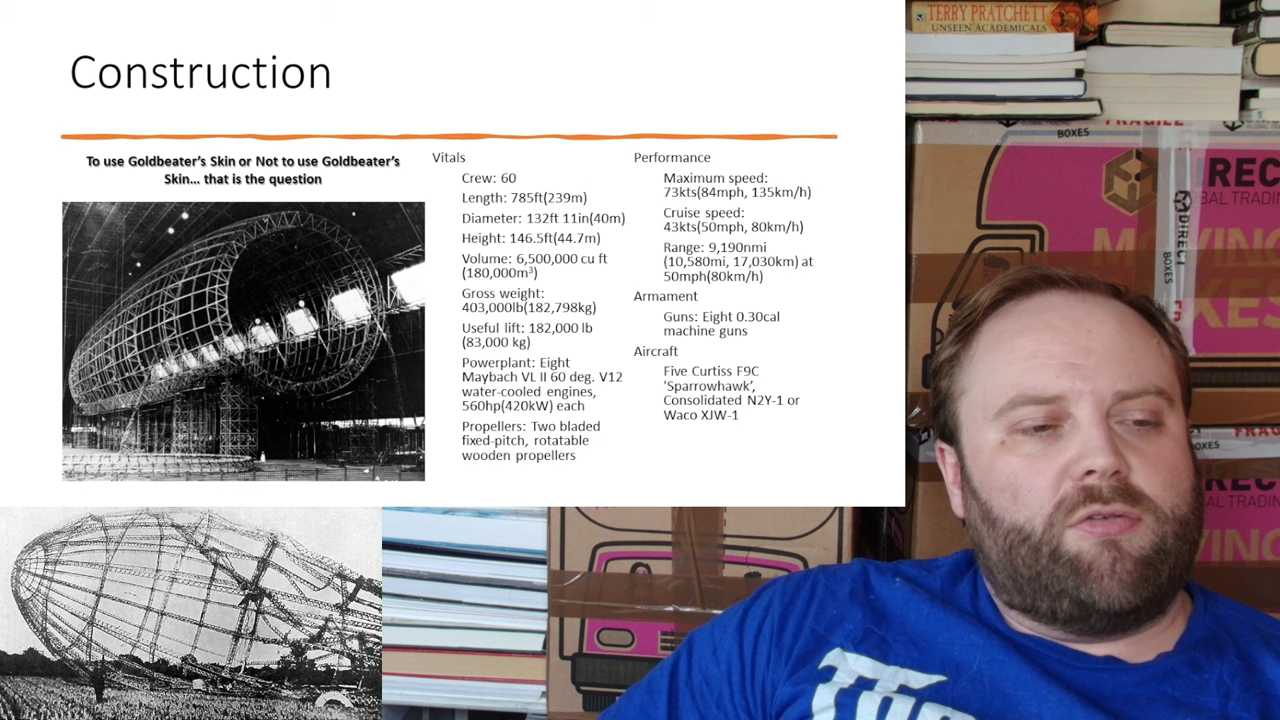 Construction
To use Goldbeater's Skin or Not to use Goldbeater's
Skin... that is the question
Vitals
Crew: 60
Length: 785ft(239m)
Diameter: 132ft 11in(40m)
Height: 146.5ft(44.7m)
Volume: 6,500,000 cu ft
(180,000m³)
Gross weight:
403,000lb(182,798kg)
Useful lift: 182,000 lb
(83,000 kg)
Powerplant: Eight
Maybach VL II 60 deg. V12
water-cooled engines,
560hp(420kW) each
Propellers: Two bladed
fixed-pitch, rotatable
wooden propellers
Performance
Maximum speed:
73kts(84mph, 135km/h)
Cruise speed:
43kts(50mph, 80km/h)
Range: 9,190nmi
(10,580mi, 17,030km) at
50mph(80km/h)
Armament
Guns: Eight 0.30cal
machine guns
Aircraft
Five Curtiss F9C
'Sparrowhawk',
Consolidated N2Y-1 or
Waco XJW-1
TERRY PRATCHETT
UNSEEN ACADEMICALS
FRAGILE
BOXES
DIRECT
BOXES
BOXES